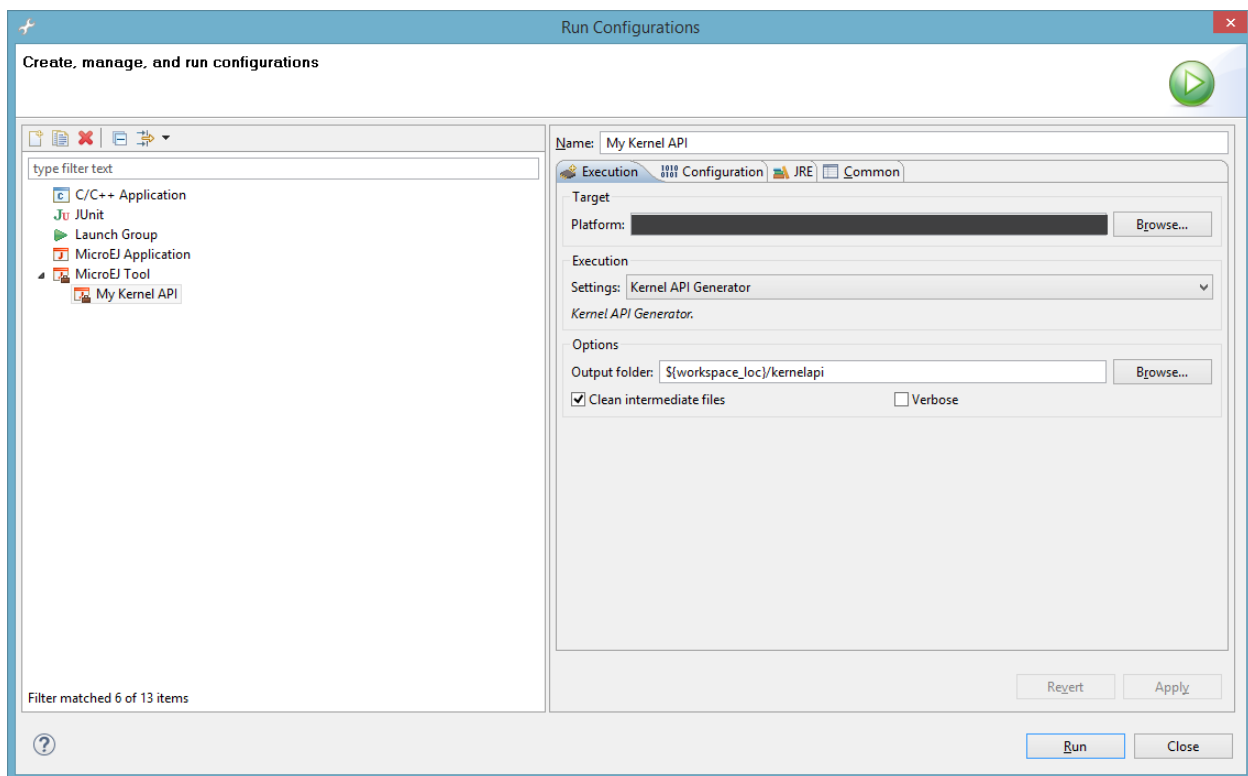 Run Configurations
Create, manage, and run configurations
type filter text
C/C++ Application
JUnit
Launch Group
MicroEJ Application
MicroEJ Tool
My Kernel API
Filter matched 6 of 13 items
Name: My Kernel API
Execution Configuration JRE Common
Target
Platform: Browse...
Execution
Settings: Kernel API Generator
Kernel API Generator.
Options
Output folder: ${workspace_loc}/kernelapi Browse...
Clean intermediate files Verbose
Revert Apply
Run Close